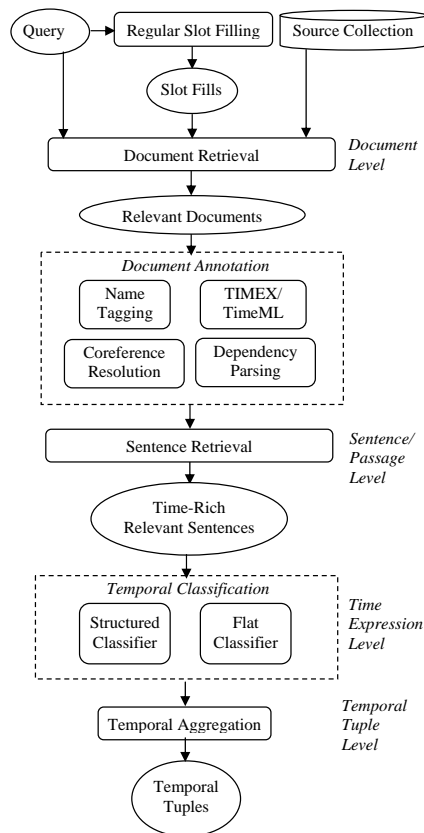 Query
Regular Slot Filling
Source Collection
Slot Fills
Document Retrieval
Document
Level
Relevant Documents
Document Annotation
Name
Tagging
TIMEX/
TimeML
Coreference
Resolution
Dependency
Parsing
Sentence Retrieval
Sentence/
Passage
Level
Time-Rich
Relevant Sentences
Temporal Classification
Structured
Classifier
Flat
Classifier
Time
Expression
Level
Temporal Aggregation
Temporal
Tuple
Level
Temporal
Tuples